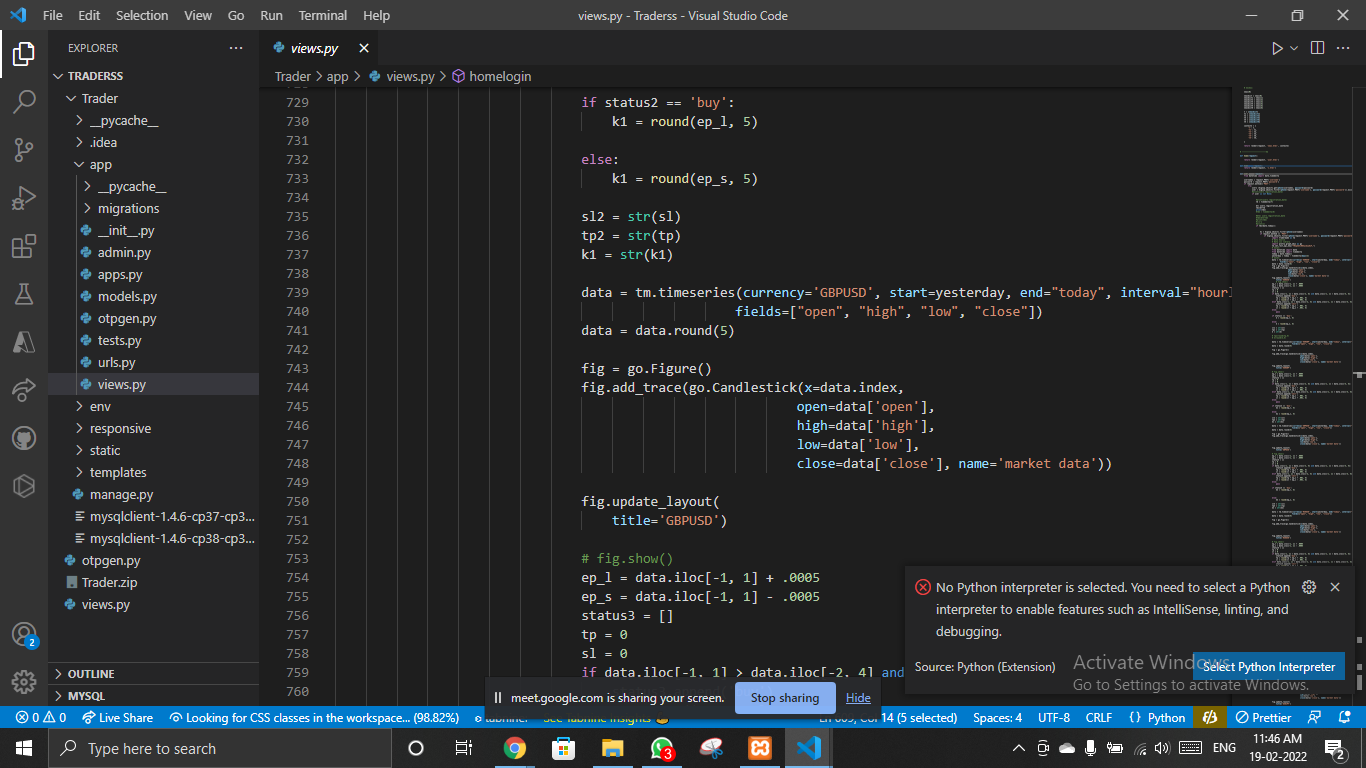 File Edit Selection View Go Run Terminal Help
views.py - Traderss - Visual Studio Code
EXPLORER
TRADERSS
Trader
__pycache__
.idea
app
__pycache__
migrations
__init__.py
admin.py
apps.py
models.py
otpgen.py
tests.py
urls.py
views.py
env
responsive
static
templates
manage.py
mysqlclient-1.4.6-cp37-cp3...
mysqlclient-1.4.6-cp38-cp3...
otpgen.py
Trader.zip
views.py
OUTLINE
MYSQL
2
views.py
Trader > app > views.py > homelogin
729 if status2 == 'buy':
730 k1 = round(ep_l, 5)
731
732 else:
733 k1 = round(ep_s, 5)
734
735 sl2 = str(sl)
736 tp2 = str(tp)
737 k1 = str(k1)
738
739 data = tm.timeseries(currency='GBPUSD', start=yesterday, end="today", interval="hourl
740 fields=["open", "high", "low", "close"])
741 data = data.round(5)
742
743 fig = go.Figure()
744 fig.add_trace(go.Candlestick(x=data.index,
745 open=data['open'],
746 high=data['high'],
747 low=data['low'],
748 close=data['close'], name='market data'))
749
750 fig.update_layout(
751 title='GBPUSD')
752
753 # fig.show()
754 ep_l = data.iloc[-1, 1] + .0005
755 ep_s = data.iloc[-1, 1] - .0005
756 status3 = []
757 tp = 0
758 sl = 0
759 if data.iloc[-1, 1] > data.iloc[-2, 4] and
760
No Python interpreter is selected. You need to select a Python
interpreter to enable features such as IntelliSense, linting, and
debugging.
Source: Python (Extension)
Select Python Interpreter
Activate Windows
Go to Settings to activate Windows.
meet.google.com is sharing your screen. Stop sharing Hide
0 0 Live Share Looking for CSS classes in the workspace... (98.82%) tabnine: See Tabnine Insights 14 (5 selected) Spaces: 4 UTF-8 CRLF Python Prettier
Type here to search
3
ENG
11:46 AM
19-02-2022
2